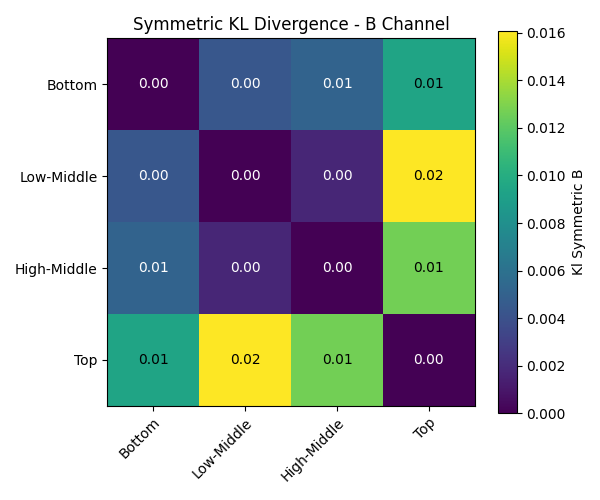 Symmetric KL Divergence - B Channel
Bottom 0.00 0.00 0.01 0.01
Low-Middle 0.00 0.00 0.00 0.02
High-Middle 0.01 0.00 0.00 0.01
Top 0.01 0.02 0.01 0.00
Bottom Low-Middle High-Middle Top
0.016
0.014
0.012
0.010
0.008
0.006
0.004
0.002
0.000
Kl Symmetric B